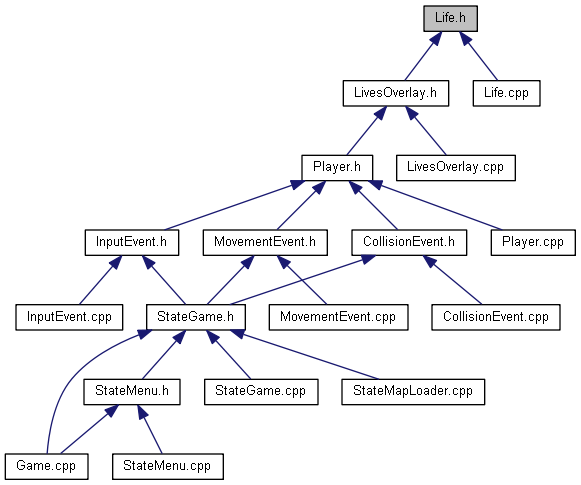 Life.h
LivesOverlay.h
Life.cpp
Player.h
LivesOverlay.cpp
InputEvent.h
MovementEvent.h
CollisionEvent.h
Player.cpp
InputEvent.cpp
StateGame.h
MovementEvent.cpp
CollisionEvent.cpp
StateMenu.h
StateGame.cpp
StateMapLoader.cpp
Game.cpp
StateMenu.cpp